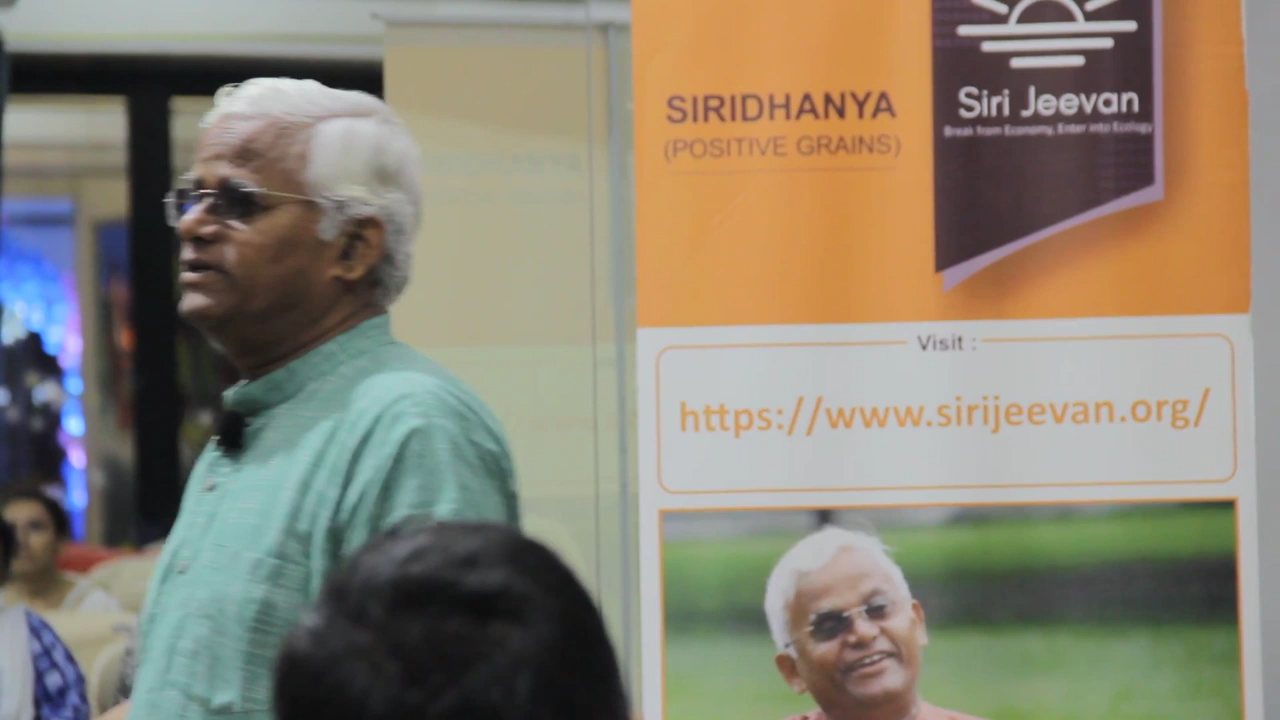 SIRIDHANYA
(POSITIVE GRAINS)
Siri Jeevan
Break from Economy, Enter into Ecology
Visit :
https://www.sirijeevan.org/